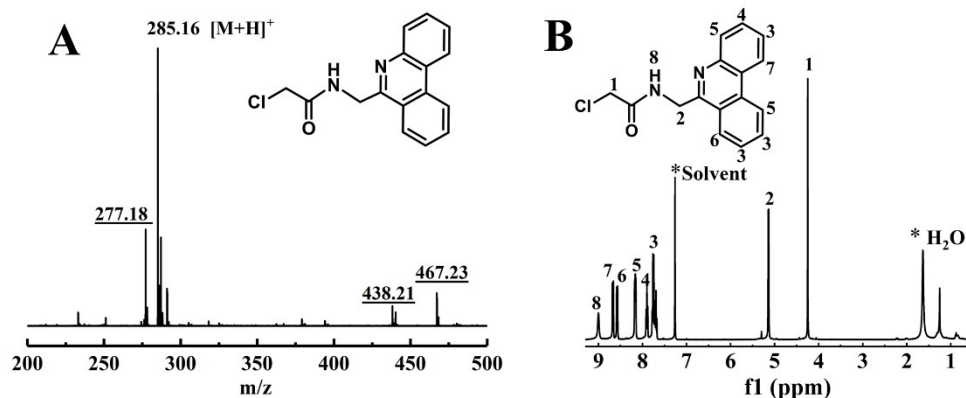 A
285.16 [M+H]+
N
H
N
Cl
O
277.18
438.21
467.23
200 250 300 350 400 450 500
m/z
B
4
5 3
8
H
N
N
7
1
1
Cl
O
2
5
6 3
3
*Solvent
2
* H₂O
3
7 6 5 4
8
9 8 7 6 5 4 3 2 1
f1 (ppm)